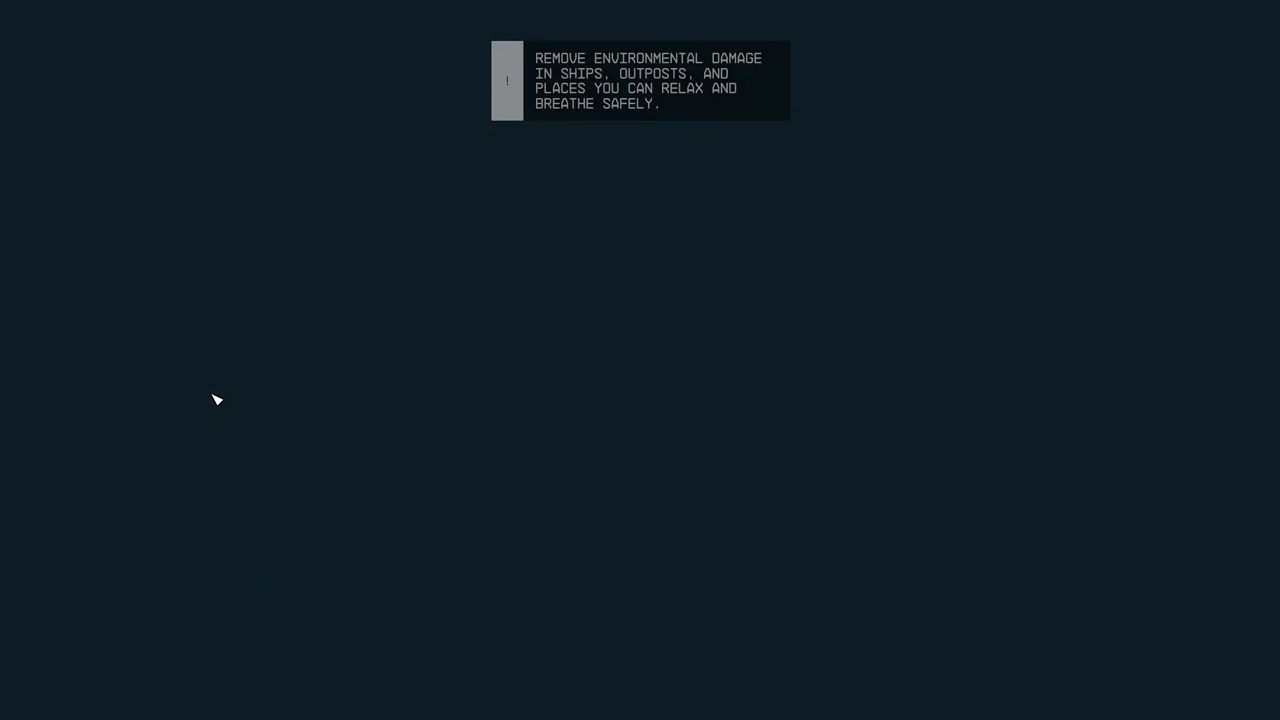 !
REMOVE ENVIRONMENTAL DAMAGE
IN SHIPS, OUTPOSTS, AND
PLACES YOU CAN RELAX AND
BREATHE SAFELY.